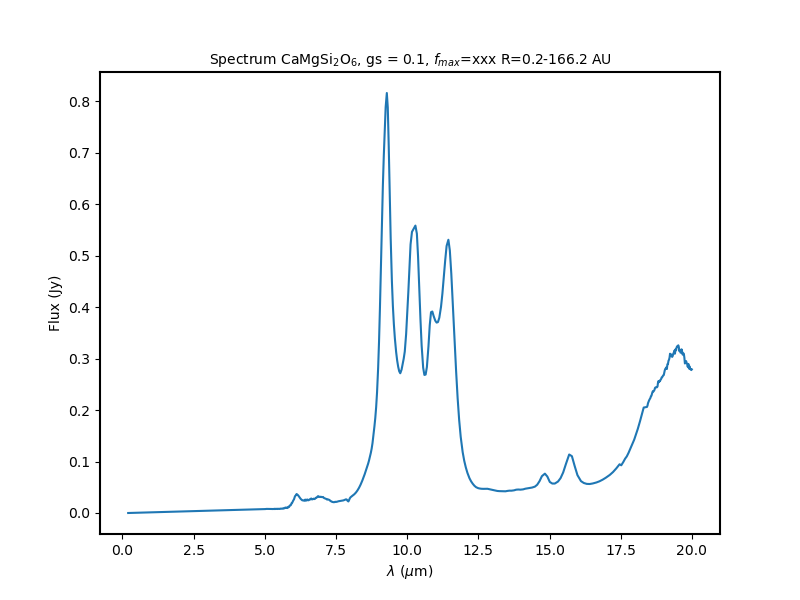 Spectrum CaMgSi₂O₆, gs = 0.1, fₘₐₓ=xxx R=0.2-166.2 AU
0.8
0.7
0.6
0.5
0.4
0.3
0.2
0.1
0.0
Flux (Jy)
0.0 2.5 5.0 7.5 10.0 12.5 15.0 17.5 20.0
λ (μm)